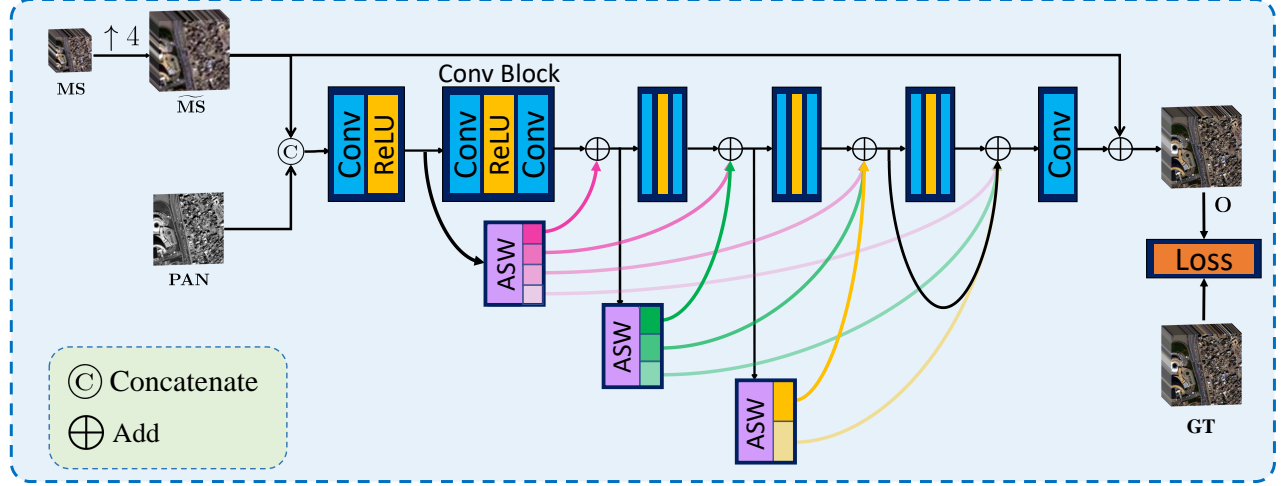 ↑ 4
MS
M͠S
Conv Block
C
Conv
ReLU
Conv
ReLU
Conv
Conv
PAN
ASW
ASW
ASW
O
Loss
GT
C Concatenate
⊕ Add